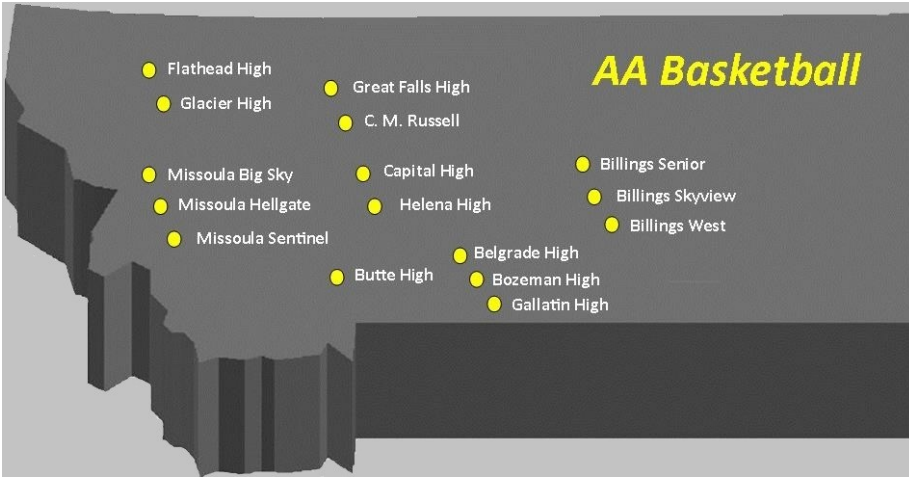 AA Basketball
Flathead High
Glacier High
Great Falls High
C. M. Russell
Missoula Big Sky
Missoula Hellgate
Missoula Sentinel
Capital High
Helena High
Butte High
Billings Senior
Billings Skyview
Billings West
Belgrade High
Bozeman High
Gallatin High